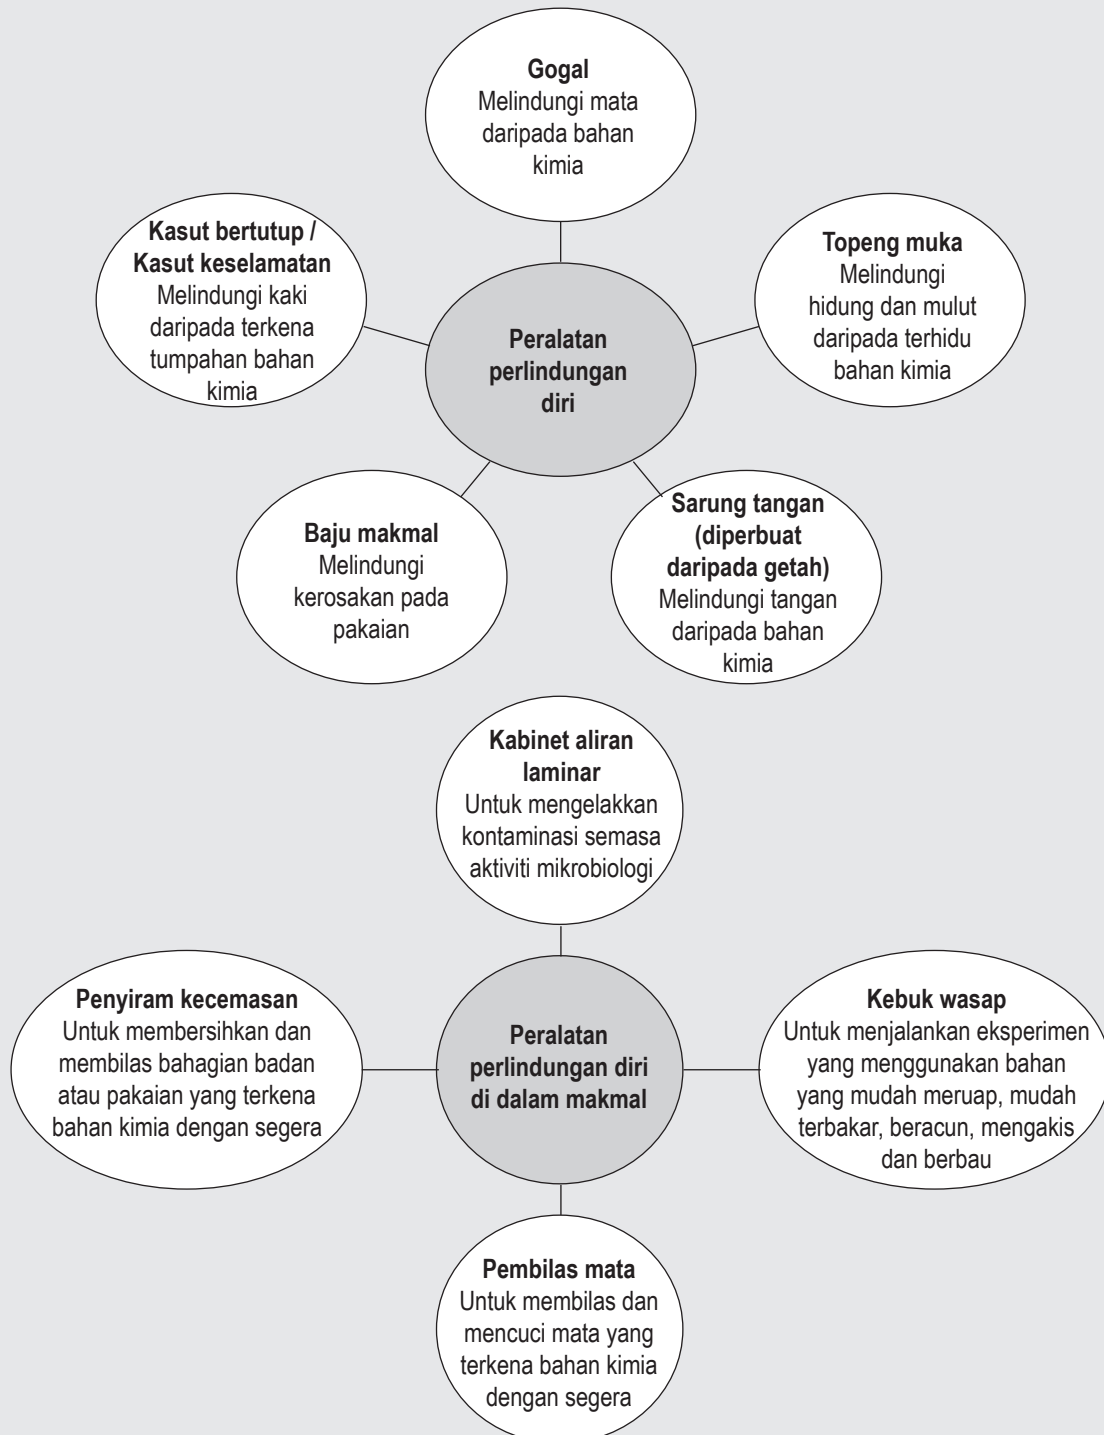 Gogal
Melindungi mata
daripada bahan
kimia
Kasut bertutup /
Kasut keselamatan
Melindungi kaki
daripada terkena
tumpahan bahan
kimia
Topeng muka
Melindungi
hidung dan mulut
daripada terhidu
bahan kimia
Peralatan
perlindungan
diri
Baju makmal
Melindungi
kerosakan pada
pakaian
Sarung tangan
(diperbuat
daripada getah)
Melindungi tangan
daripada bahan
kimia
Kabinet aliran
laminar
Untuk mengelakkan
kontaminasi semasa
aktiviti mikrobiologi
Penyiram kecemasan
Untuk membersihkan dan
membilas bahagian badan
atau pakaian yang terkena
bahan kimia dengan segera
Peralatan
perlindungan diri
di dalam makmal
Kebuk wasap
Untuk menjalankan eksperimen
yang menggunakan bahan
yang mudah meruap, mudah
terbakar, beracun, mengakis
dan berbau
Pembilas mata
Untuk membilas dan
mencuci mata yang
terkena bahan kimia
dengan segera